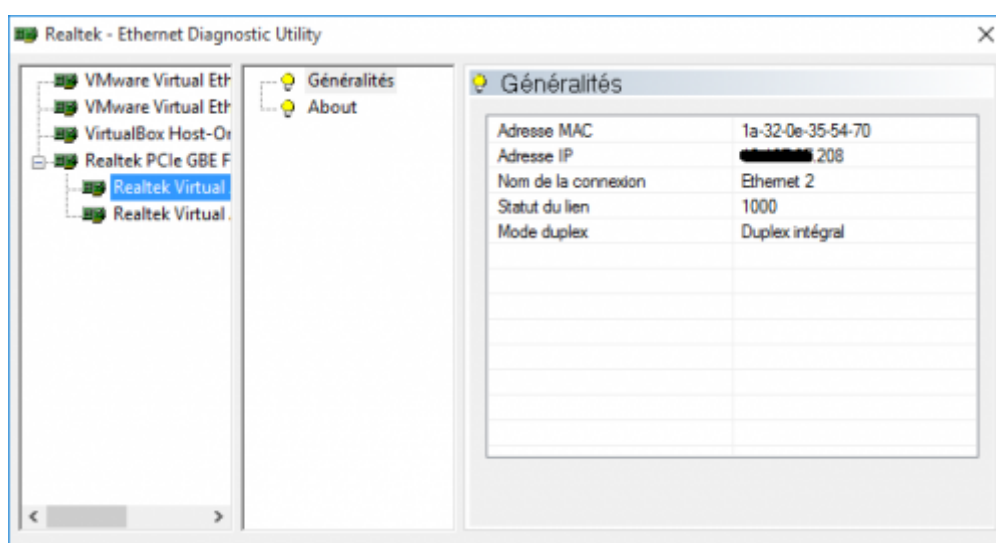 Realtek - Ethernet Diagnostic Utility
VMware Virtual Eth
VMware Virtual Eth
VirtualBox Host-Or
Realtek PCIe GBE F
Realtek Virtual
Realtek Virtual
Généralités
About
Généralités
Adresse MAC 1a-32-0e-35-54-70
Adresse IP .208
Nom de la connexion Ethernet 2
Statut du lien 1000
Mode duplex Duplex intégral